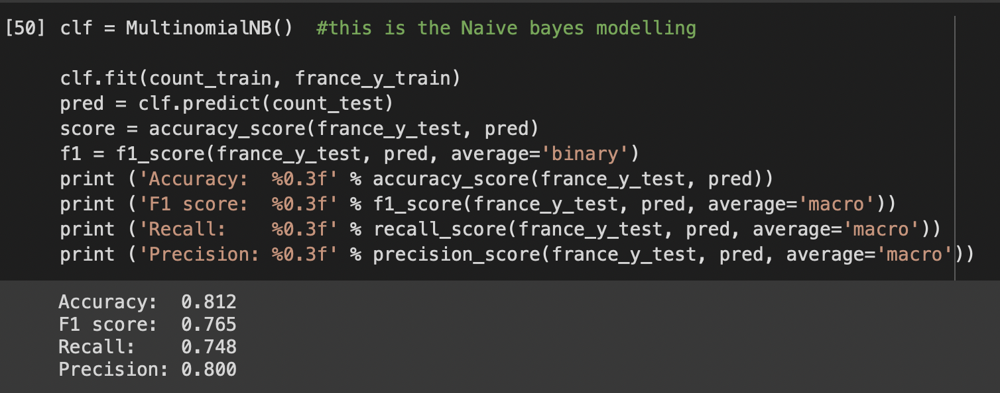 [50] clf = MultinomialNB()  #this is the Naive bayes modelling
clf.fit(count_train, france_y_train)
pred = clf.predict(count_test)
score = accuracy_score(france_y_test, pred)
f1 = f1_score(france_y_test, pred, average='binary')
print ('Accuracy:  %0.3f' % accuracy_score(france_y_test, pred))
print ('F1 score:  %0.3f' % f1_score(france_y_test, pred, average='macro'))
print ('Recall:    %0.3f' % recall_score(france_y_test, pred, average='macro'))
print ('Precision: %0.3f' % precision_score(france_y_test, pred, average='macro'))
Accuracy:  0.812
F1 score:  0.765
Recall:    0.748
Precision: 0.800